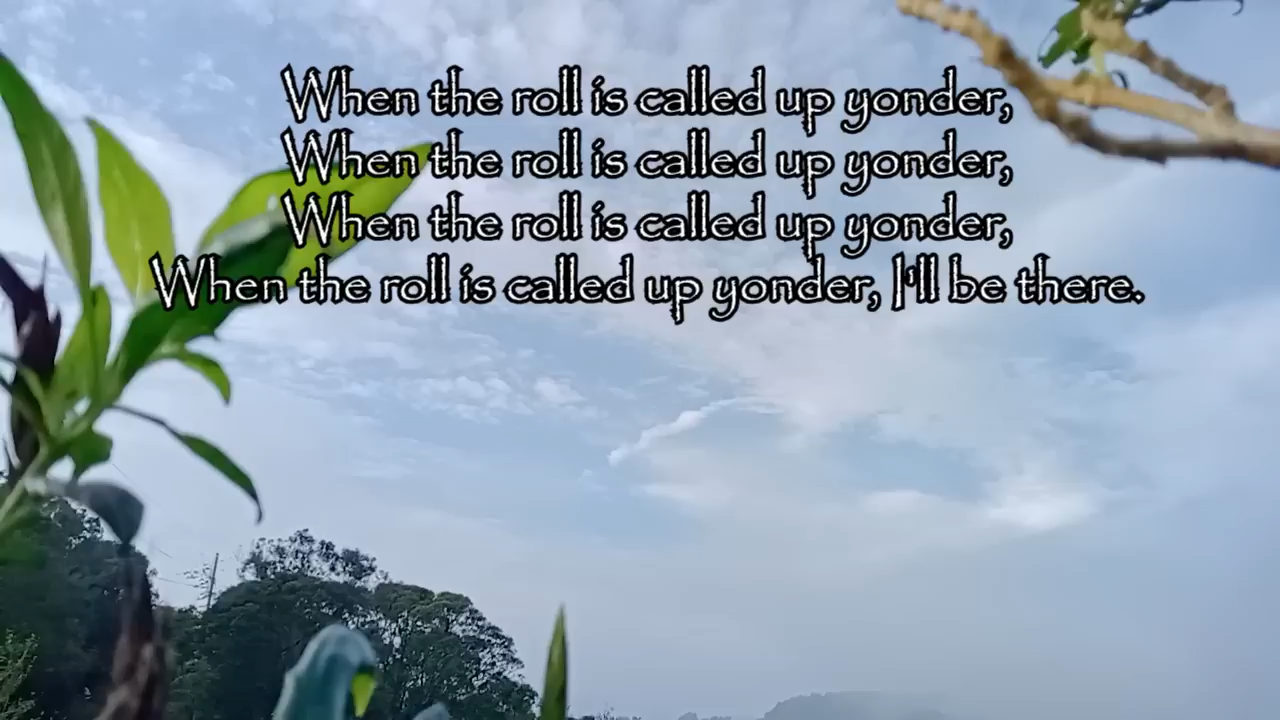 When the roll is called up yonder,
When the roll is called up yonder,
When the roll is called up yonder,
When the roll is called up yonder, I'll be there.